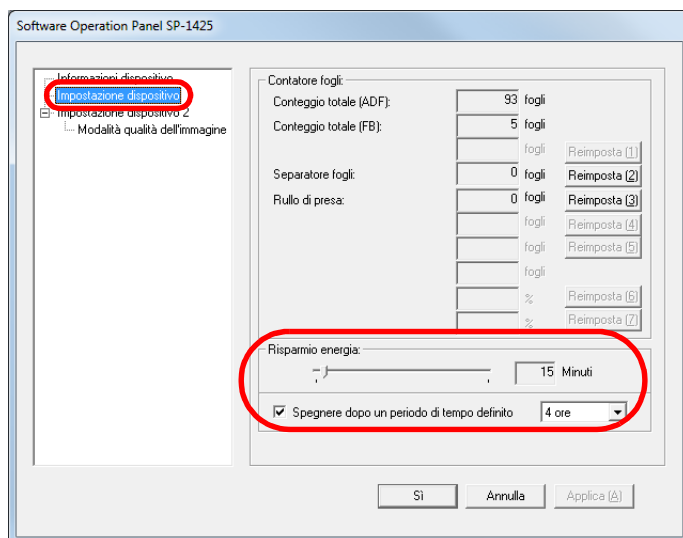 Software Operation Panel SP-1425
Informazioni dispositivo
Impostazione dispositivo
Impostazione dispositivo 2
Modalità qualità dell'immagine
Contatore fogli:
Conteggio totale (ADF): 93 fogli
Conteggio totale (FB): 5 fogli
fogli Reimposta (1)
Separatore fogli: 0 fogli Reimposta (2)
Rullo di presa: 0 fogli Reimposta (3)
fogli Reimposta (4)
fogli Reimposta (5)
fogli
% Reimposta (6)
% Reimposta (7)
Risparmio energia:
15 Minuti
Spegnere dopo un periodo di tempo definito 4 ore
Sì Annulla Applica (A)